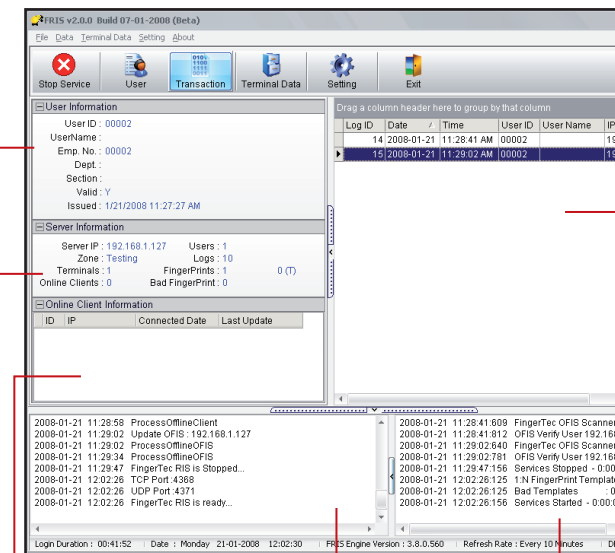 FRIS v2.0.0 Build 07-01-2008 (Beta)
File Data Terminal Data Setting About
Stop Service User Transaction Terminal Data Setting Exit
User Information
User ID : 00002
UserName :
Emp. No. : 00002
Dept. :
Section :
Valid : Y
Issued : 1/21/2008 11:27:27 AM
Server Information
Server IP : 192.168.1.127 Users : 1
Zone : Testing Logs : 10
Terminals : 1 FingerPrints : 1 0 (T)
Online Clients : 0 Bad FingerPrint : 0
Online Client Information
ID IP Connected Date Last Update
Drag a column header here to group by that column
Log ID Date Time User ID User Name IP
14 2008-01-21 11:28:41 AM 00002 19
15 2008-01-21 11:29:02 AM 00002 19
2008-01-21 11:28:58 ProcessOfflineClient
2008-01-21 11:29:02 Update OFIS : 192.168.1.127
2008-01-21 11:29:02 ProcessOfflineOFIS
2008-01-21 11:29:34 ProcessOfflineOFIS
2008-01-21 11:29:47 FingerTec RIS is Stopped...
2008-01-21 12:02:26 TCP Port :4368
2008-01-21 12:02:26 UDP Port :4371
2008-01-21 12:02:26 FingerTec RIS is ready...
2008-01-21 11:28:41:609 FingerTec OFIS Scanner
2008-01-21 11:28:41:812 OFIS Verify User 192.168
2008-01-21 11:29:02:640 FingerTec OFIS Scanner
2008-01-21 11:29:02:781 OFIS Verify User 192.168
2008-01-21 11:29:47:156 Services Stopped - 0:00
2008-01-21 12:02:26:125 1:N FingerPrint Template
2008-01-21 12:02:26:125 Bad Templates : 0
2008-01-21 12:02:26:156 Services Started - 0:00:0
Login Duration : 00:41:52 Date : Monday 21-01-2008 12:02:30 FRIS Engine Version : 3.8.0.560 Refresh Rate : Every 10 Minutes